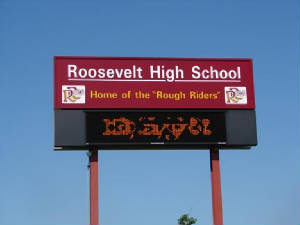 Roosevelt High School
Home of the "Rough Riders"